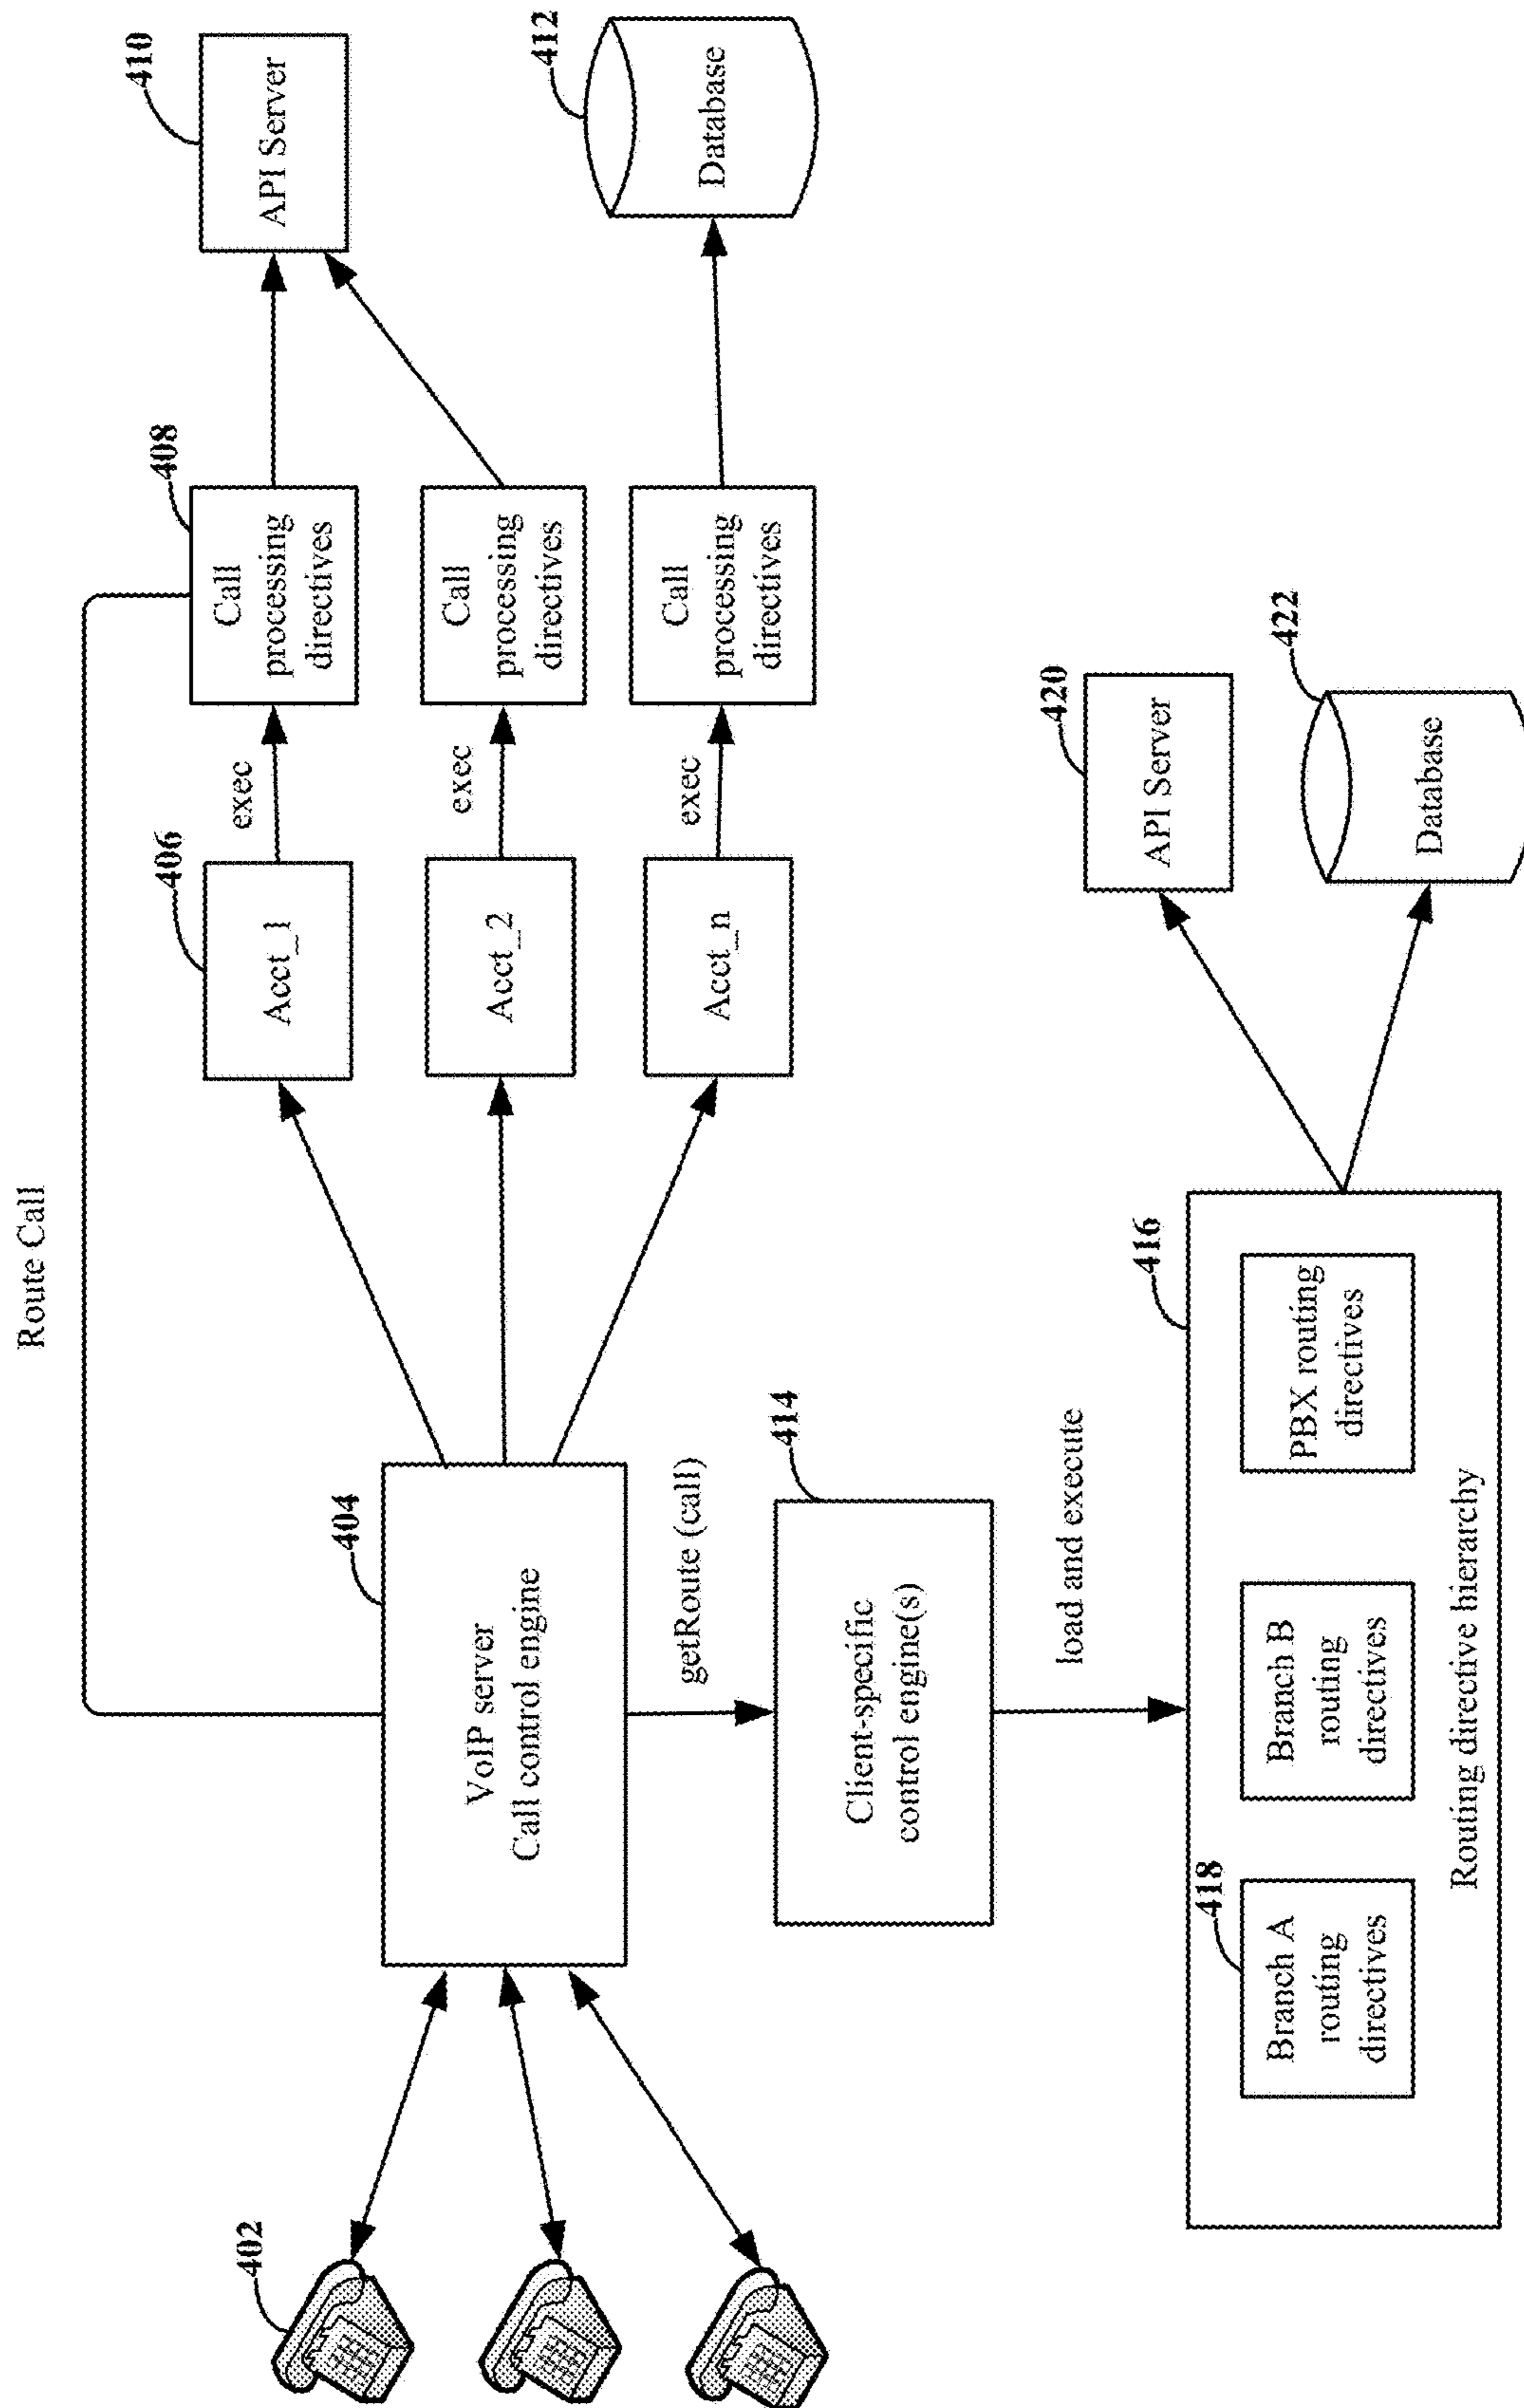 Route Call
402
404
VoIP server
Call control engine
406
Acct_1
exec
408
Call
processing
directives
410
API Server
Acct_2
exec
Call
processing
directives
Acct_n
exec
Call
processing
directives
412
Database
getRoute (call)
414
Client-specific
control engine(s)
load and execute
416
418
Branch A
routing
directives
Branch B
routing
directives
PBX routing
directives
Routing directive hierarchy
420
API Server
422
Database